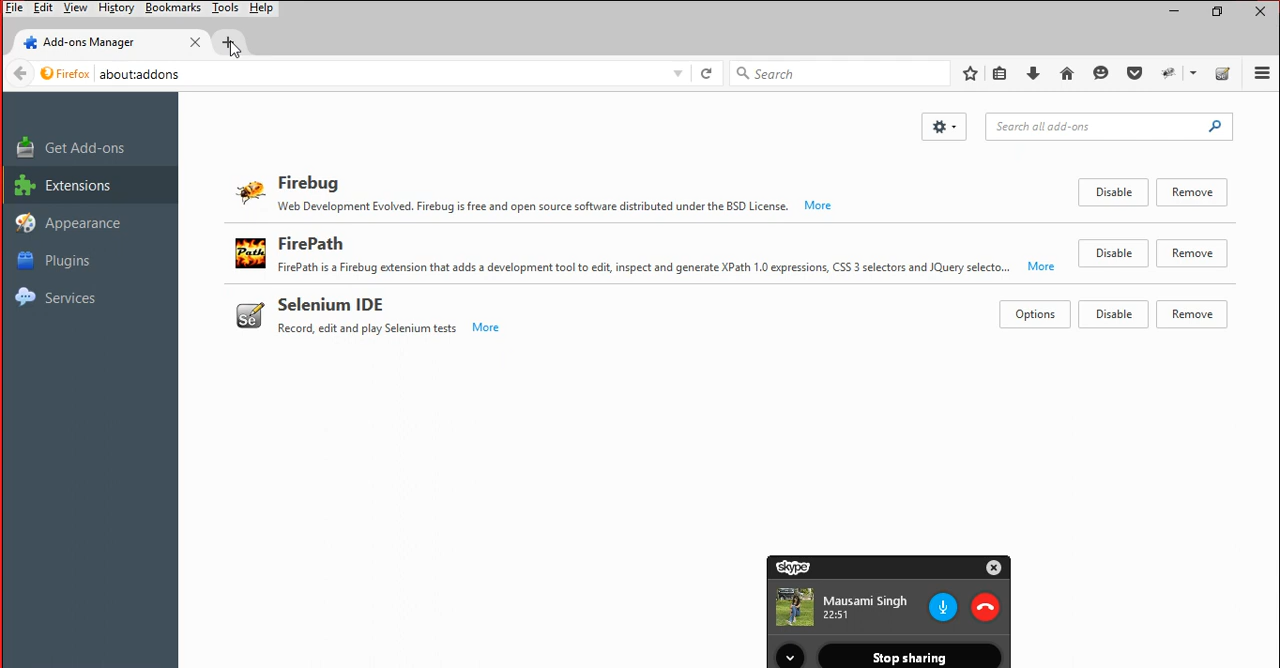 File Edit View History Bookmarks Tools Help
Add-ons Manager
Firefox about:addons Search
Get Add-ons
Extensions
Appearance
Plugins
Services
Search all add-ons
Firebug
Web Development Evolved. Firebug is free and open source software distributed under the BSD License. More
Disable Remove
Path
FirePath
FirePath is a Firebug extension that adds a development tool to edit, inspect and generate XPath 1.0 expressions, CSS 3 selectors and JQuery selecto... More
Disable Remove
Se
Selenium IDE
Record, edit and play Selenium tests More
Options Disable Remove
skype
Mausami Singh
22:51
Stop sharing